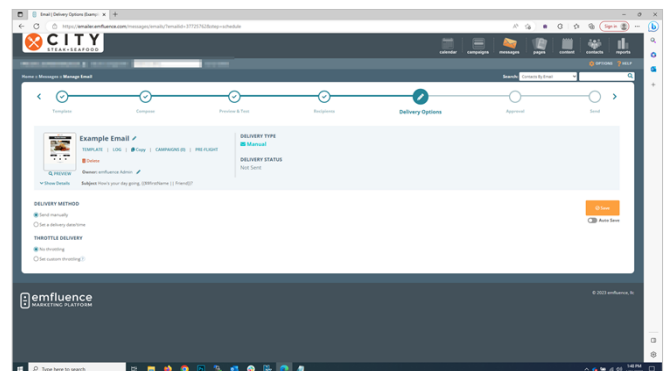 Email | Delivery Options (Examp
https://emailer.emfluence.com/messages/emails/?emailid=37725762&step=schedule
Sign in
CITY
STEAK+SEAFOOD
calendar campaigns messages pages content contacts reports
OPTIONS ? HELP
Home » Messages » Manage Email
Search: Contacts By Email
Template Compose Preview & Test Recipients Delivery Options Approval Send
Example Email
TEMPLATE | LOG | Copy | CAMPAIGNS (0) | PRE-FLIGHT
Delete
Owner: emfluence Admin
Q PREVIEW
Show Details
Subject: How's your day going,
DELIVERY TYPE
Manual
DELIVERY STATUS
Not Sent
DELIVERY METHOD
Send manually
Set a delivery date/time
Save
Auto Save
THROTTLE DELIVERY
No throttling
Set custom throttling
emfluence
MARKETING PLATFORM
© 2023 emfluence, llc
Type here to search
1:48 PM